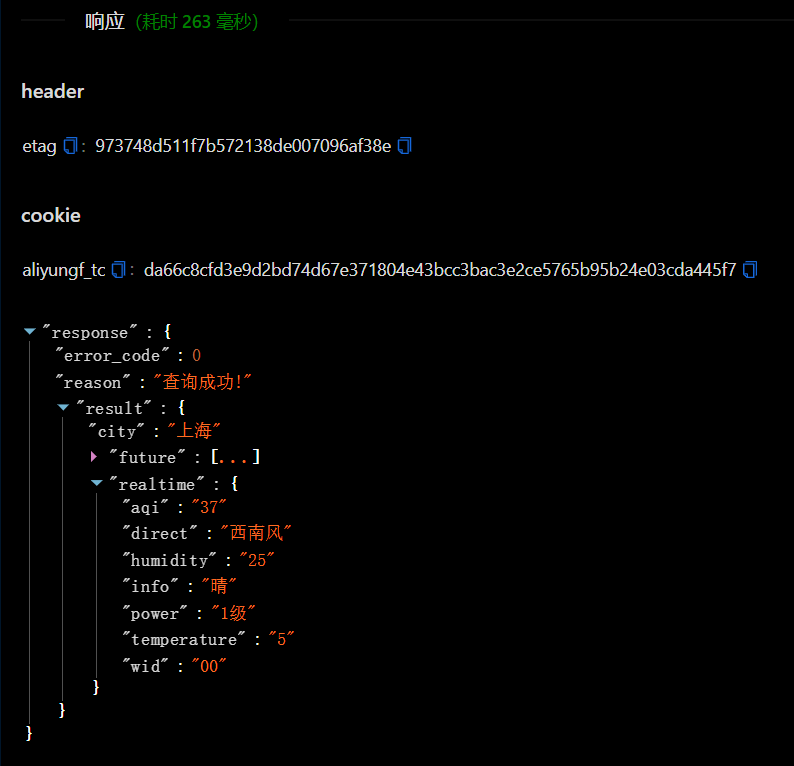 响应 (耗时 263 毫秒)
header
etag : 973748d511f7b572138de007096af38e
cookie
aliyungf_tc : da66c8cfd3e9d2bd74d67e371804e43bcc3bac3e2ce5765b95b24e03cda445f7
"response" : {
"error_code" : 0
"reason" : "查询成功!"
"result" : {
"city" : "上海"
"future" : [...]
"realtime" : {
"aqi" : "37"
"direct" : "西南风"
"humidity" : "25"
"info" : "晴"
"power" : "1级"
"temperature" : "5"
"wid" : "00"
}
}
}